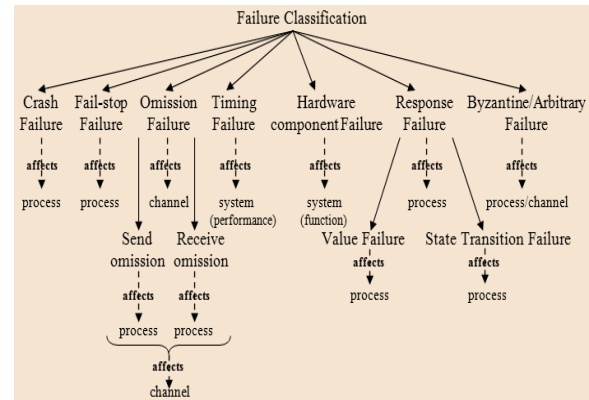 Failure Classification
Crash Failure
Fail-stop Failure
Omission Failure
Timing Failure
Hardware component Failure
Response Failure
Byzantine/Arbitrary Failure
affects
affects
affects
affects
affects
affects
affects
process
process
channel
system (performance)
system (function)
process
process/channel
Send omission
Receive omission
Value Failure
State Transition Failure
affects
affects
affects
affects
process
process
process
process
affects
channel